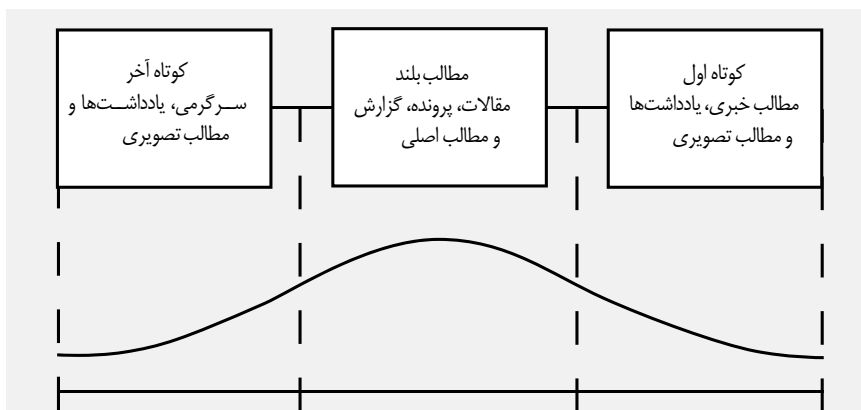 کوتاه اول
مطالب خبری، یادداشت‌ها
و مطالب تصویری
مطالب بلند
مقالات، پرونده، گزارش
و مطالب اصلی
کوتاه آخر
سرگرمی، یادداشت‌ها و
مطالب تصویری